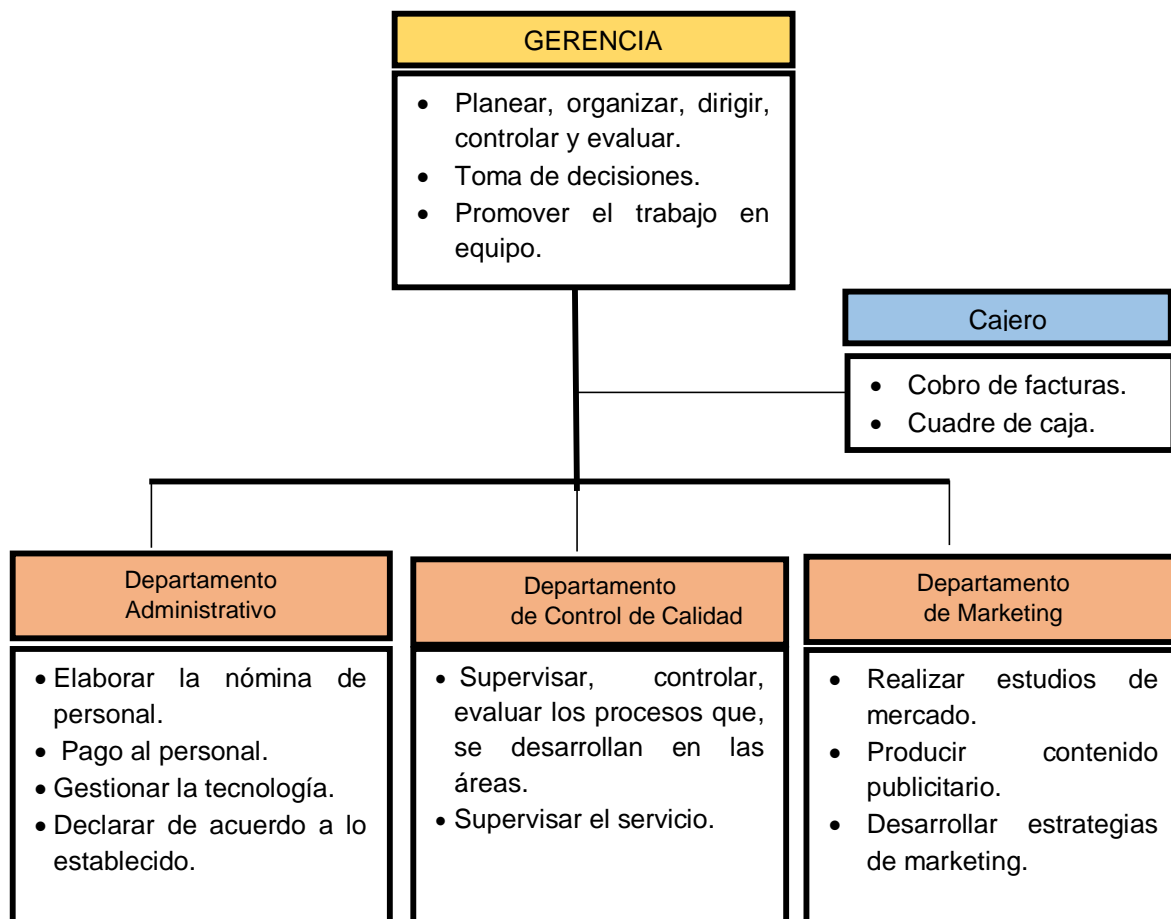 GERENCIA
• Planear, organizar, dirigir,
controlar y evaluar.
• Toma de decisiones.
• Promover el trabajo en
equipo.
Cajero
• Cobro de facturas.
• Cuadre de caja.
Departamento
Administrativo
• Elaborar la nómina de
personal.
• Pago al personal.
• Gestionar la tecnología.
• Declarar de acuerdo a lo
establecido.
Departamento
de Control de Calidad
• Supervisar, controlar,
evaluar los procesos que,
se desarrollan en las
áreas.
• Supervisar el servicio.
Departamento
de Marketing
• Realizar estudios de
mercado.
• Producir contenido
publicitario.
• Desarrollar estrategias
de marketing.